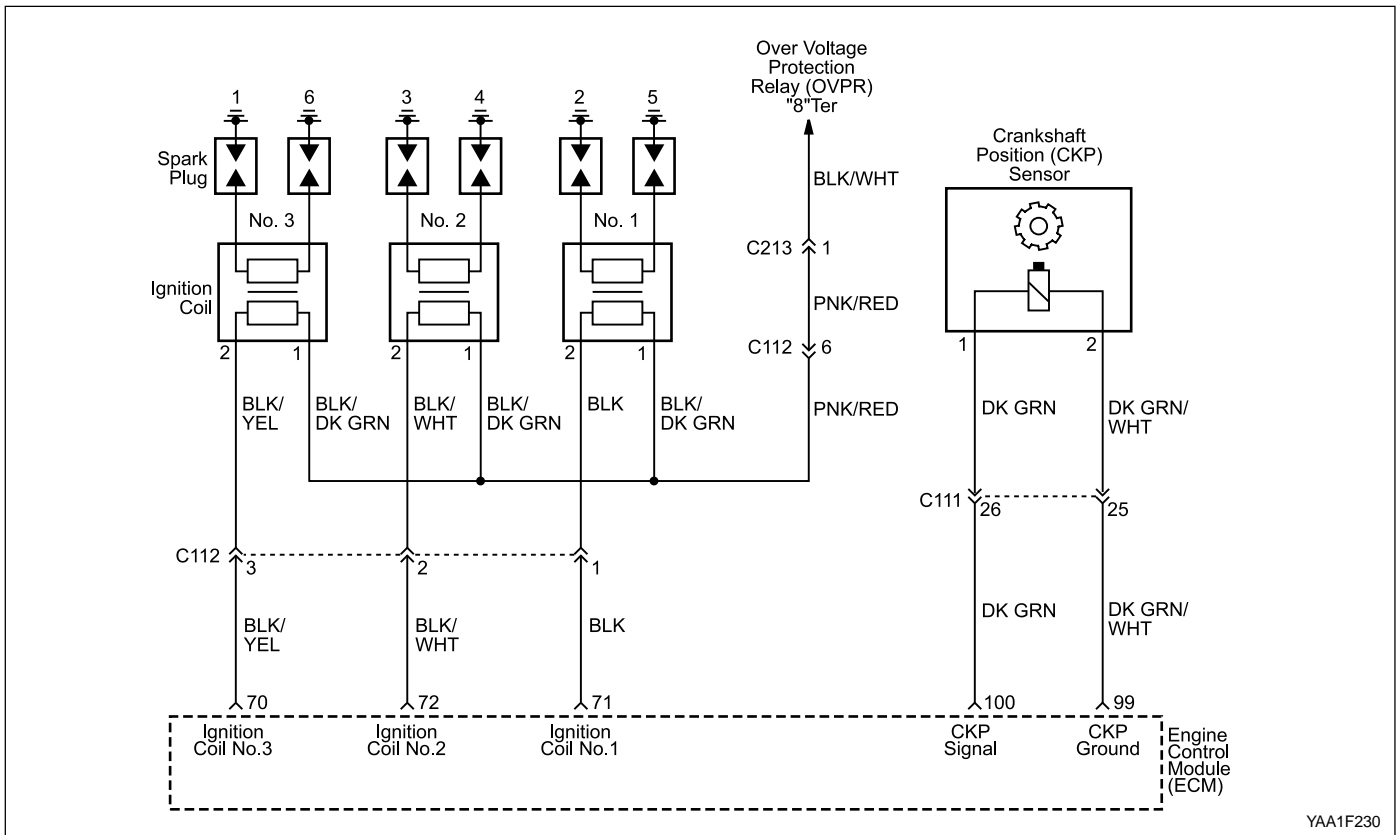 Over Voltage
Protection
Relay (OVPR)
"8"Ter
1 6 3 4 2 5
Crankshaft
Position (CKP)
Sensor
Spark
Plug
BLK/WHT
No. 3 No. 2 No. 1
C213 1
Ignition
Coil
PNK/RED
C112 6
2 1 2 1 2 1
1 2
BLK/
YEL
BLK/
DK GRN
BLK/
WHT
BLK/
DK GRN
BLK
BLK/
DK GRN
PNK/RED
DK GRN
DK GRN/
WHT
C111 26 25
C112 3 2 1
BLK/
YEL
BLK/
WHT
BLK
DK GRN
DK GRN/
WHT
70 72 71 100 99
Ignition
Coil No.3
Ignition
Coil No.2
Ignition
Coil No.1
CKP
Signal
CKP
Ground
Engine
Control
Module
(ECM)
YAA1F230